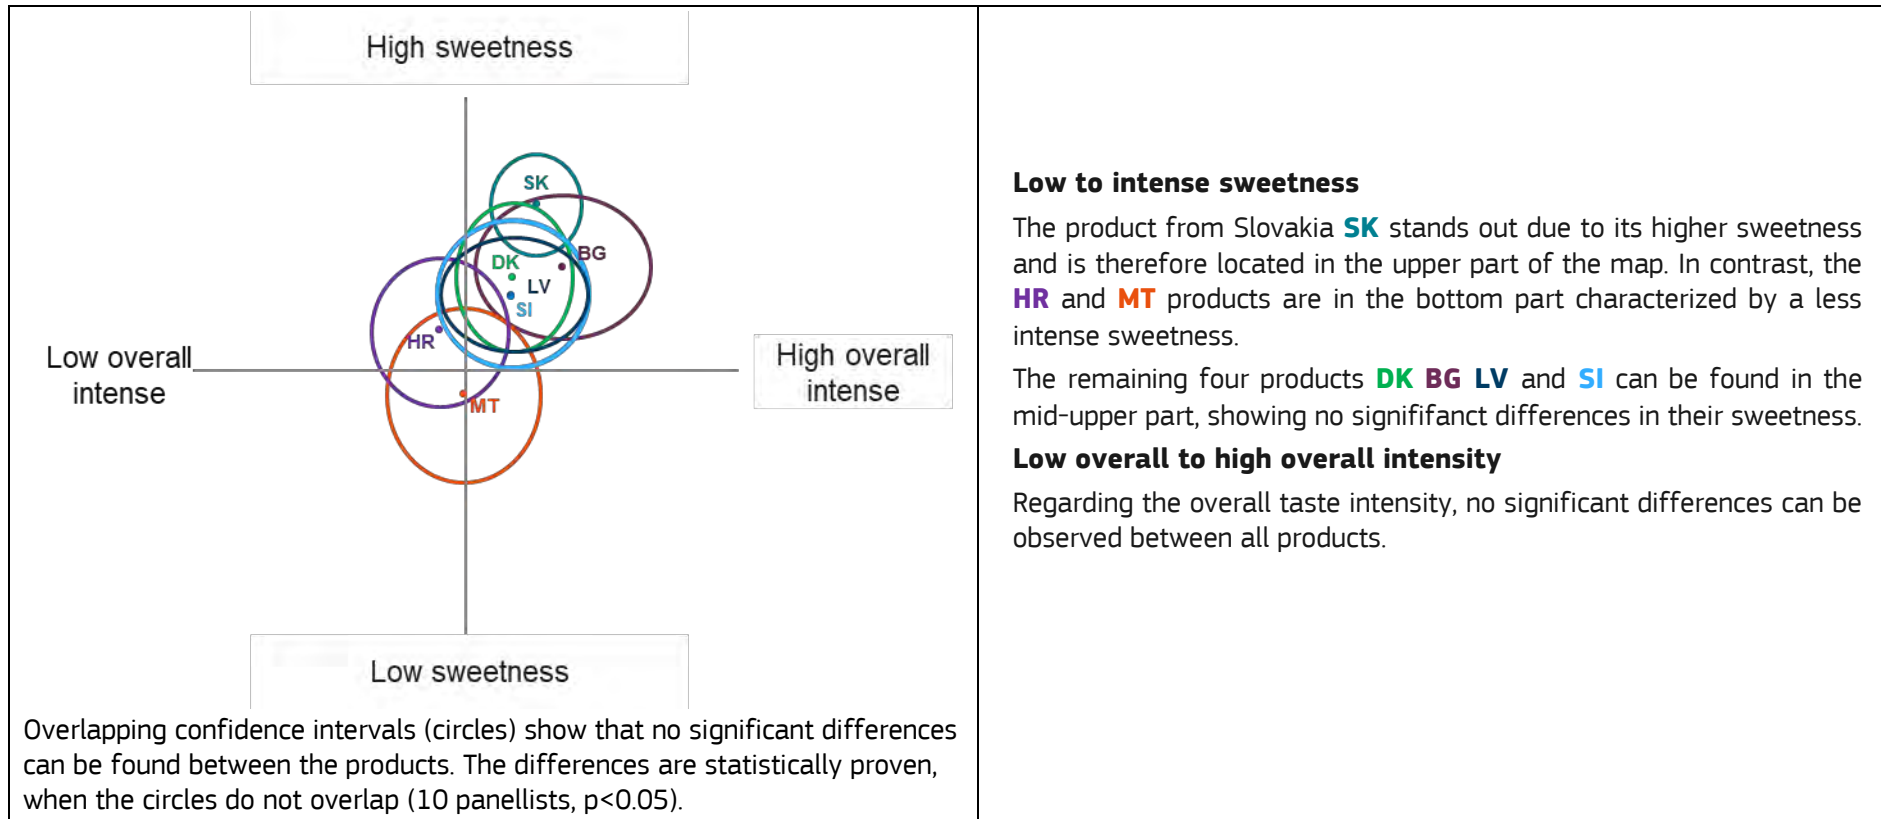 High sweetness
SK
BG
DK
LV
SI
HR
Low overall
intense
High overall
intense
MT
Low sweetness
Overlapping confidence intervals (circles) show that no significant differences
can be found between the products. The differences are statistically proven,
when the circles do not overlap (10 panellists, p<0.05).
Low to intense sweetness
The product from Slovakia SK stands out due to its higher sweetness
and is therefore located in the upper part of the map. In contrast, the
HR and MT products are in the bottom part characterized by a less
intense sweetness.
The remaining four products DK BG LV and SI can be found in the
mid-upper part, showing no signififanct differences in their sweetness.
Low overall to high overall intensity
Regarding the overall taste intensity, no significant differences can be
observed between all products.